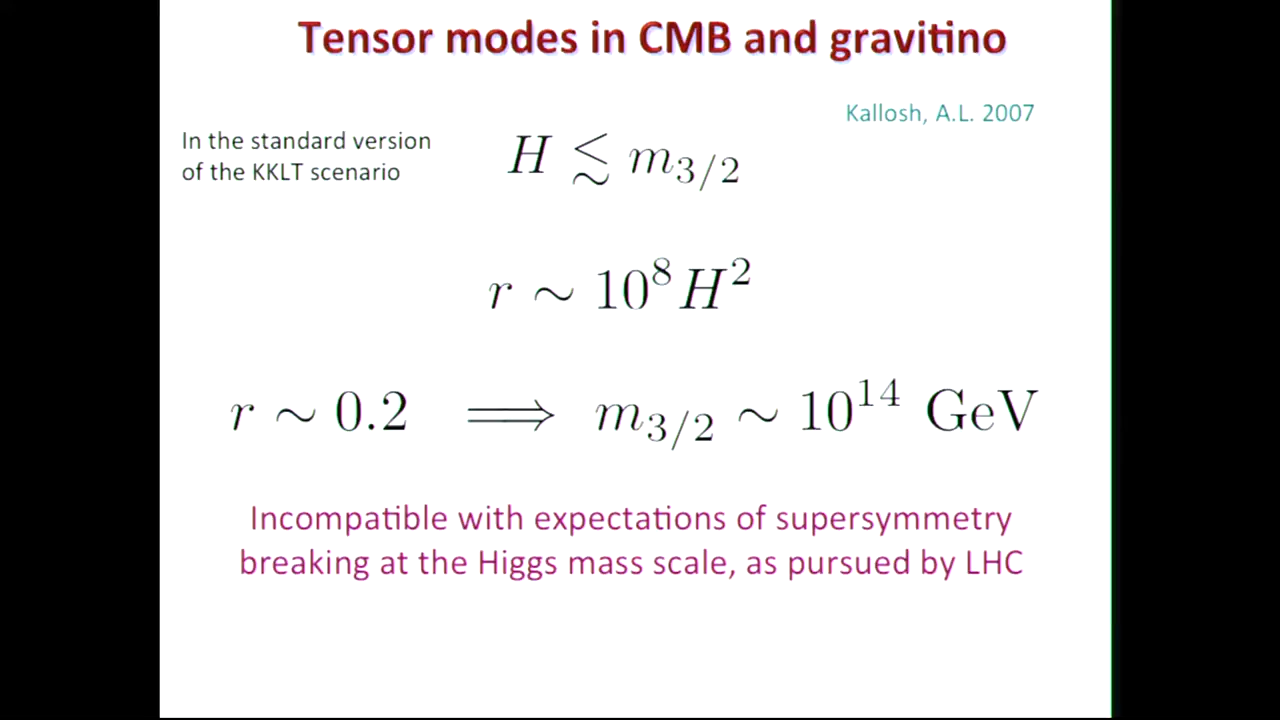 Tensor modes in CMB and gravitino
Kallosh, A.L. 2007
In the standard version
of the KKLT scenario
H ≲ m_{3/2}
r ∼ 10^8 H^2
r ∼ 0.2 ⟹ m_{3/2} ∼ 10^{14} GeV
Incompatible with expectations of supersymmetry
breaking at the Higgs mass scale, as pursued by LHC